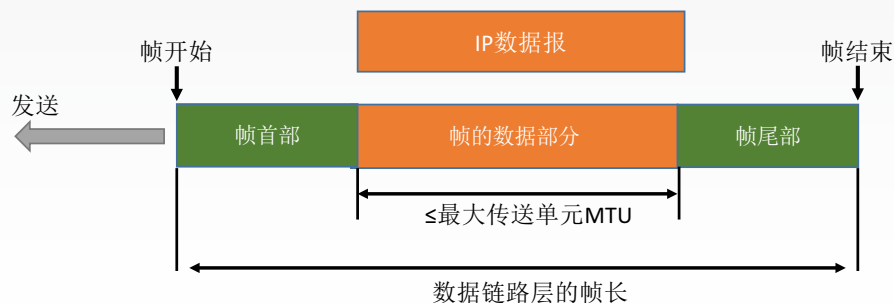 IP数据报
帧开始
帧结束
发送
帧首部
帧的数据部分
帧尾部
≤最大传送单元MTU
数据链路层的帧长